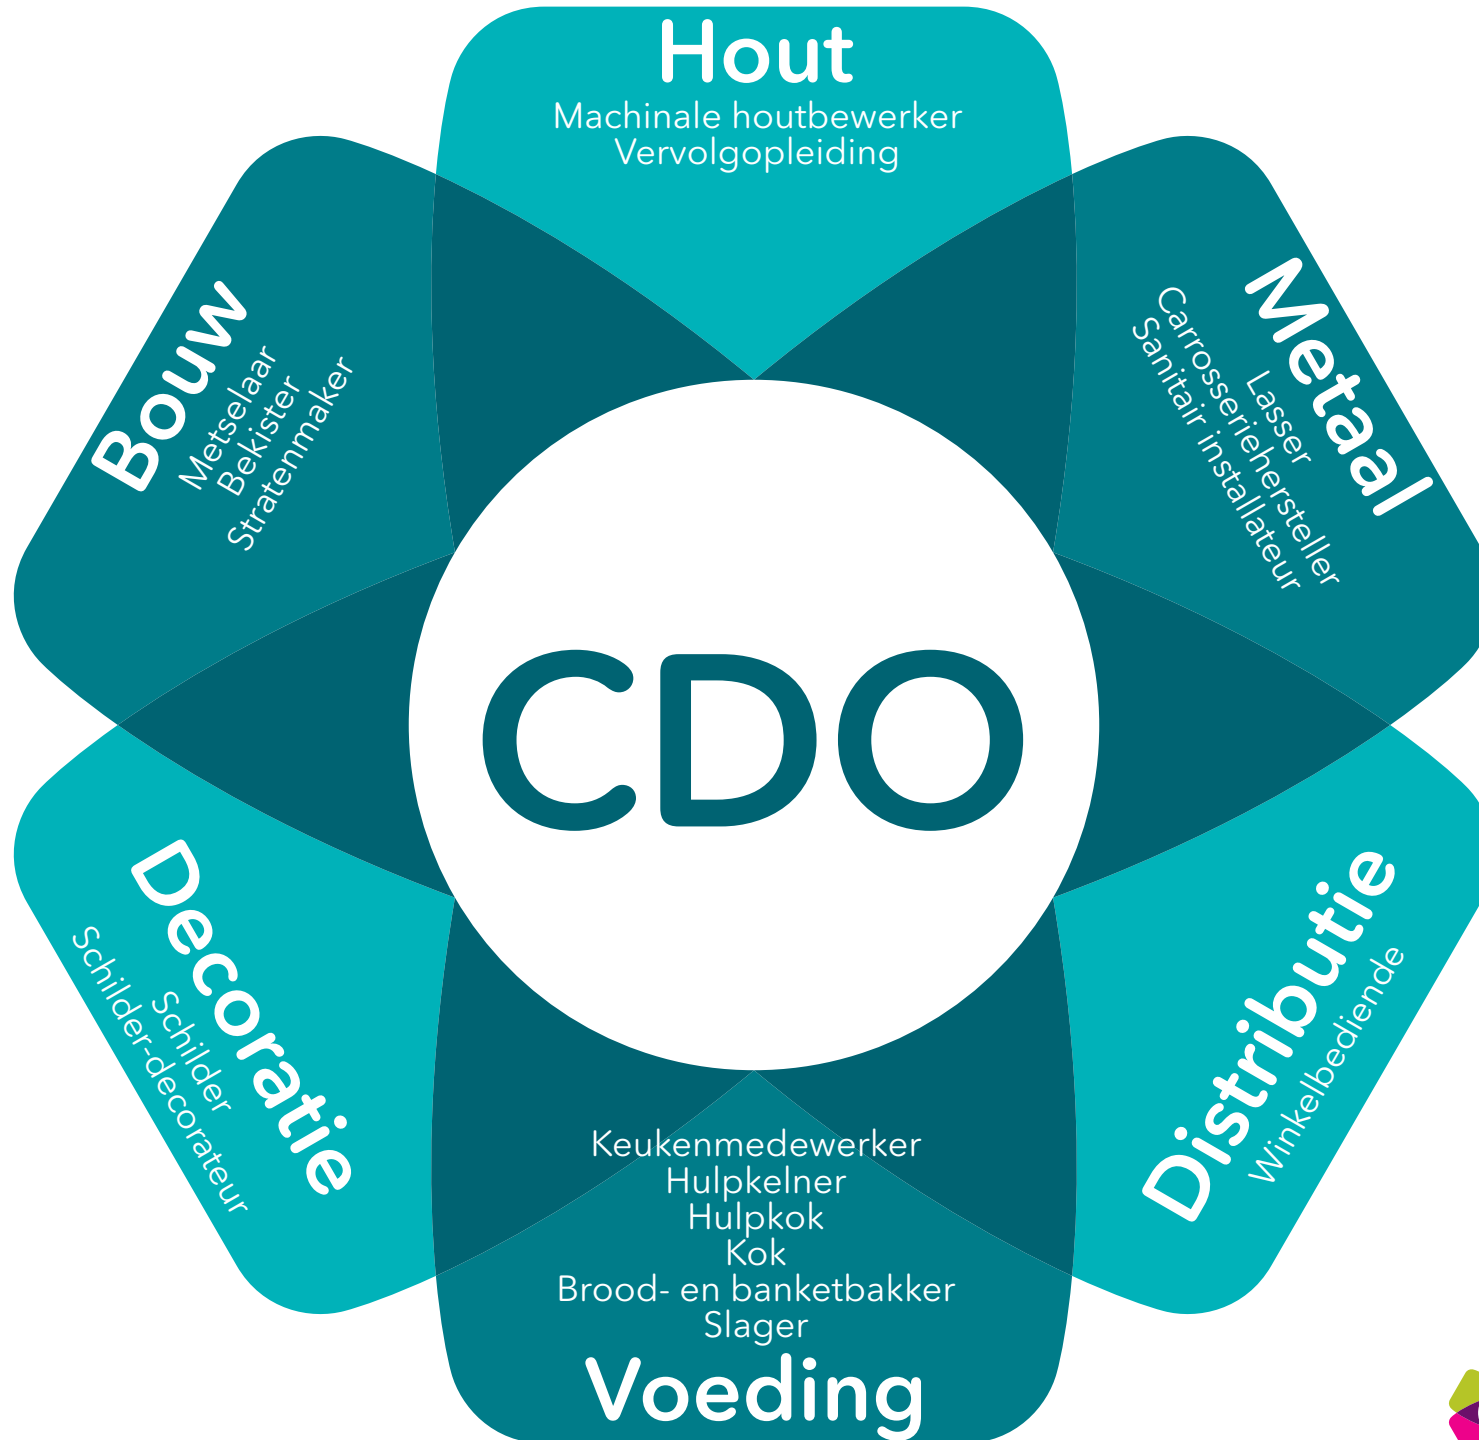 Hout
Machinale houtbewerker
Vervolgopleiding
Metaal
Lasser
Carrosseriehersteller
Sanitair installateur
Bouw
Metselaar
Bekister
Stratenmaker
CDO
Decoratie
Schilder
Schilder-decorateur
Distributie
Winkelbediende
Keukenmedewerker
Hulpkelner
Hulpkok
Kok
Brood- en banketbakker
Slager
Voeding